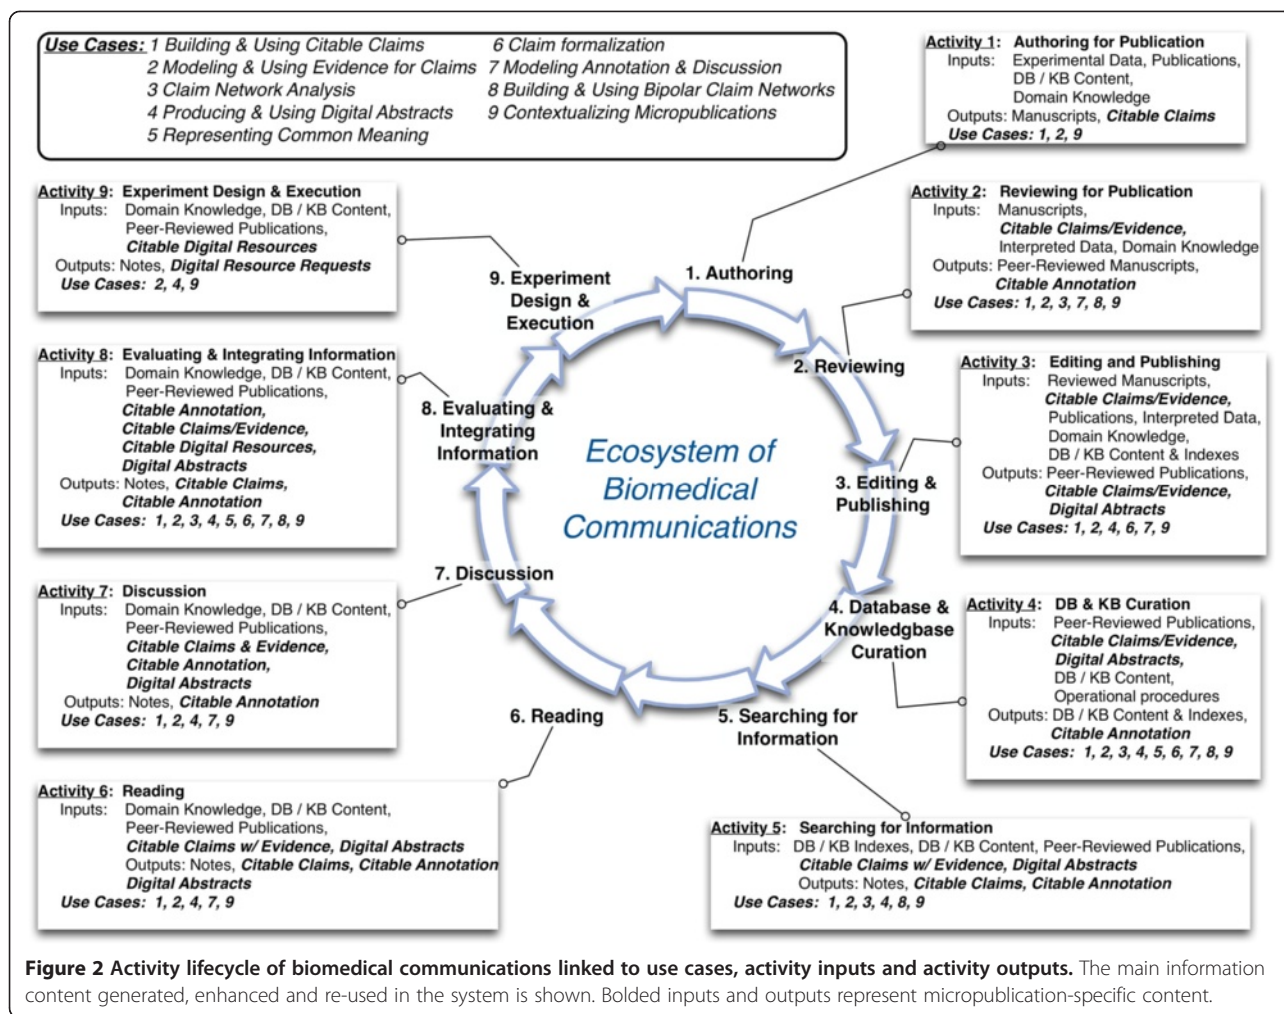 Use Cases: 1 Building & Using Citable Claims
2 Modeling & Using Evidence for Claims
3 Claim Network Analysis
4 Producing & Using Digital Abstracts
5 Representing Common Meaning
6 Claim formalization
7 Modeling Annotation & Discussion
8 Building & Using Bipolar Claim Networks
9 Contextualizing Micropublications
Activity 1: Authoring for Publication
Inputs: Experimental Data, Publications,
DB / KB Content,
Domain Knowledge
Outputs: Manuscripts, Citable Claims
Use Cases: 1, 2, 9
Activity 2: Reviewing for Publication
Inputs: Manuscripts,
Citable Claims/Evidence,
Interpreted Data, Domain Knowledge
Outputs: Peer-Reviewed Manuscripts,
Citable Annotation
Use Cases: 1, 2, 3, 7, 8, 9
Activity 3: Editing and Publishing
Inputs: Reviewed Manuscripts,
Citable Claims/Evidence,
Publications, Interpreted Data,
Domain Knowledge,
DB / KB Content & Indexes
Outputs: Peer-Reviewed Publications,
Citable Claims/Evidence,
Digital Abtracts
Use Cases: 1, 2, 4, 6, 7, 9
Activity 4: DB & KB Curation
Inputs: Peer-Reviewed Publications,
Citable Claims/Evidence,
Digital Abstracts,
DB / KB Content,
Operational procedures
Outputs: DB / KB Content & Indexes,
Citable Annotation
Use Cases: 1, 2, 3, 4, 5, 6, 7, 8, 9
Activity 5: Searching for Information
Inputs: DB / KB Indexes, DB / KB Content, Peer-Reviewed Publications,
Citable Claims w/ Evidence, Digital Abstracts
Outputs: Notes, Citable Claims, Citable Annotation
Use Cases: 1, 2, 3, 4, 8, 9
Activity 6: Reading
Inputs: Domain Knowledge, DB / KB Content,
Peer-Reviewed Publications,
Citable Claims w/ Evidence, Digital Abstracts
Outputs: Notes, Citable Claims, Citable Annotation
Digital Abstracts
Use Cases: 1, 2, 4, 7, 9
Activity 7: Discussion
Inputs: Domain Knowledge, DB / KB Content,
Peer-Reviewed Publications,
Citable Claims & Evidence,
Citable Annotation,
Digital Abstracts
Outputs: Notes, Citable Annotation
Use Cases: 1, 2, 4, 7, 9
Activity 8: Evaluating & Integrating Information
Inputs: Domain Knowledge, DB / KB Content,
Peer-Reviewed Publications,
Citable Annotation,
Citable Claims/Evidence,
Citable Digital Resources,
Digital Abstracts
Outputs: Notes, Citable Claims,
Citable Annotation
Use Cases: 1, 2, 3, 4, 5, 6, 7, 8, 9
Activity 9: Experiment Design & Execution
Inputs: Domain Knowledge, DB / KB Content,
Peer-Reviewed Publications,
Citable Digital Resources
Outputs: Notes, Digital Resource Requests
Use Cases: 2, 4, 9
1. Authoring
2. Reviewing
3. Editing &
Publishing
4. Database &
Knowledgbase
Curation
5. Searching for
Information
6. Reading
7. Discussion
8. Evaluating &
Integrating
Information
9. Experiment
Design &
Execution
Ecosystem of
Biomedical
Communications
Figure 2 Activity lifecycle of biomedical communications linked to use cases, activity inputs and activity outputs. The main information
content generated, enhanced and re-used in the system is shown. Bolded inputs and outputs represent micropublication-specific content.